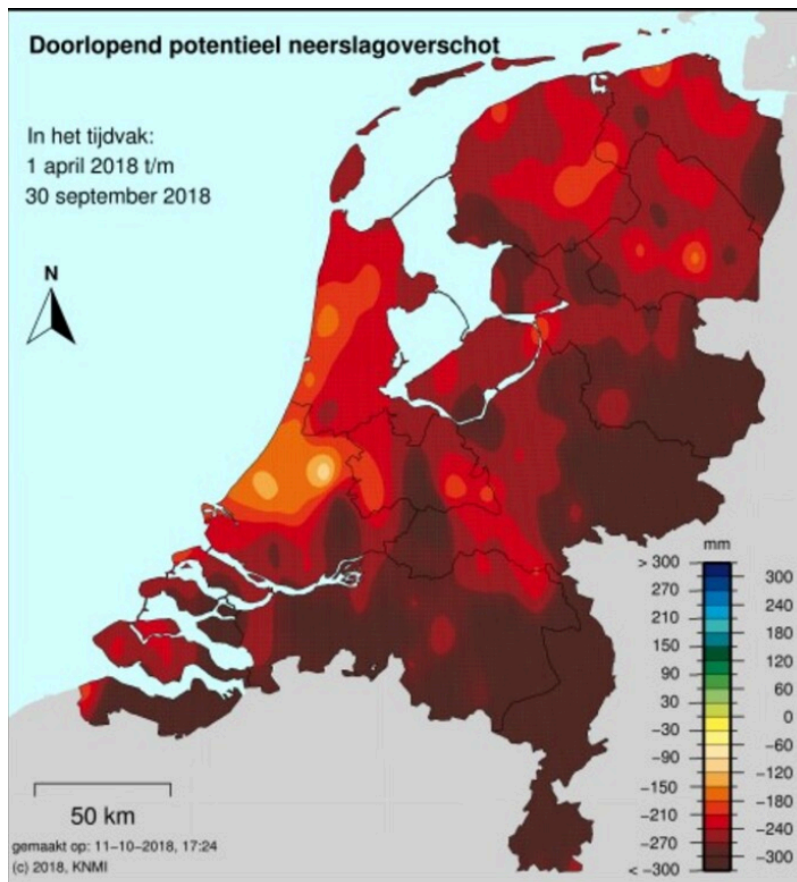 Doorlopend potentieel neerslagoverschot
In het tijdvak:
1 april 2018 t/m
30 september 2018
N
mm
> 300
300
270
240
210
180
150
120
90
60
30
0
−30
−60
−90
−120
−150
−180
−210
−240
−270
−300
< −300
50 km
gemaakt op: 11−10−2018, 17:24
(c) 2018, KNMI